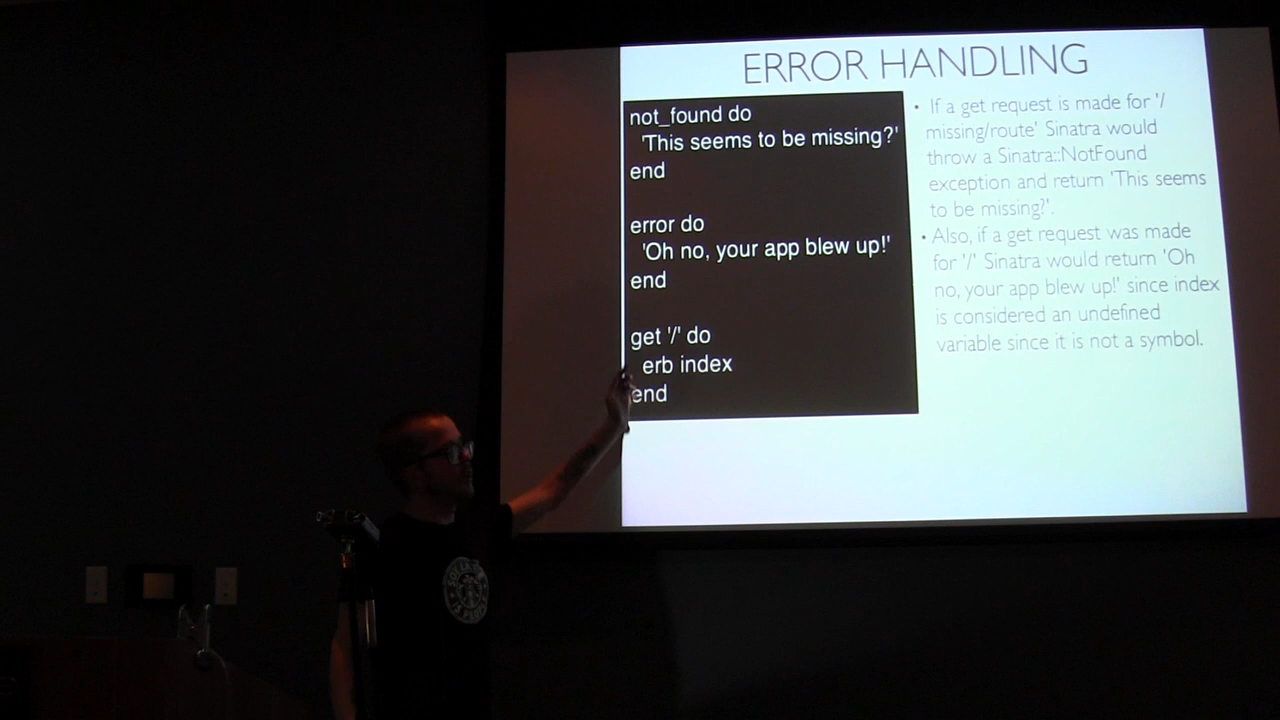 ERROR HANDLING
not_found do
'This seems to be missing?'
end
error do
'Oh no, your app blew up!'
end
get '/' do
erb index
end
• If a get request is made for '/
missing/route' Sinatra would
throw a Sinatra::NotFound
exception and return 'This seems
to be missing?'.
• Also, if a get request was made
for '/' Sinatra would return 'Oh
no, your app blew up!' since index
is considered an undefined
variable since it is not a symbol.